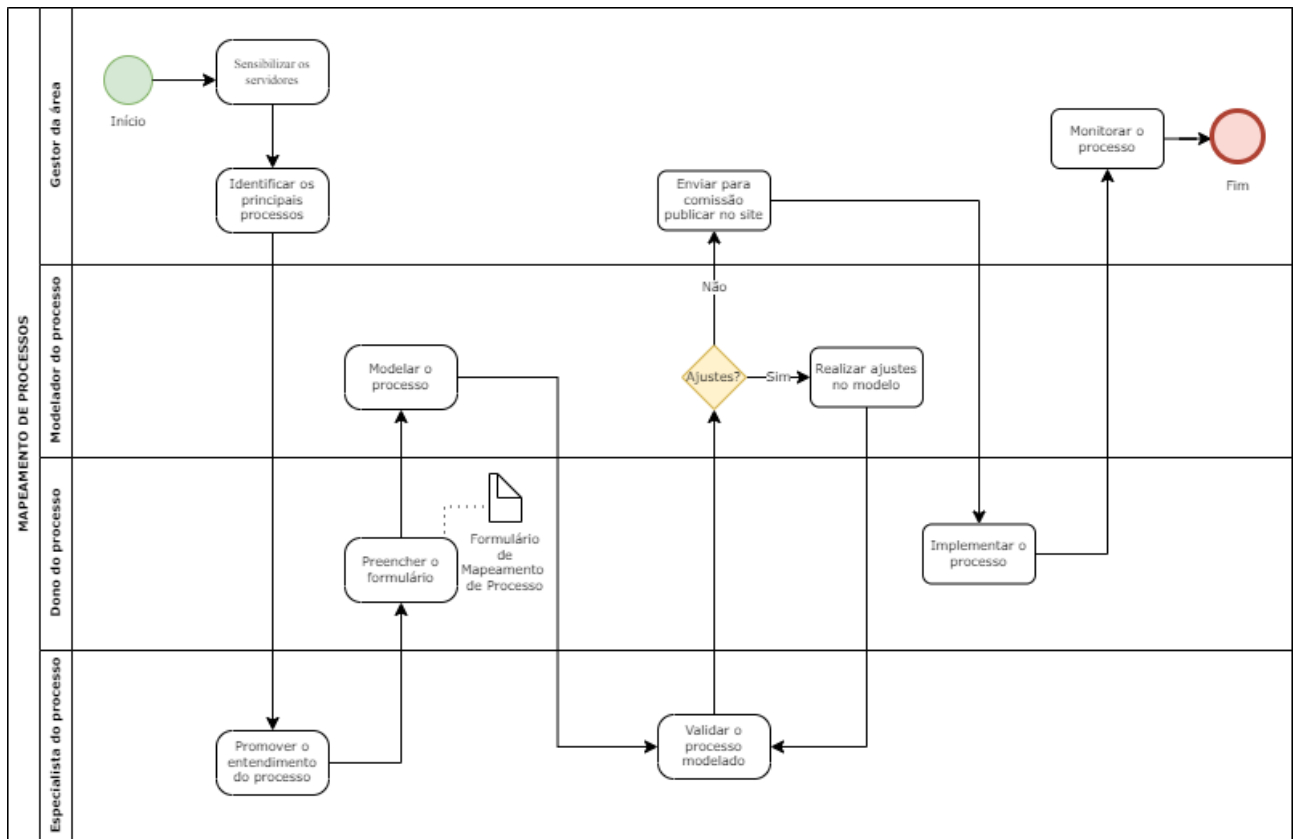 MAPEAMENTO DE PROCESSOS
Gestor da área
Início
Sensibilizar os
servidores
Identificar os
principais
processos
Enviar para
comissão
publicar no site
Monitorar o
processo
Fim
Modelador do processo
Modelar o
processo
Não
Ajustes?
Sim
Realizar ajustes
no modelo
Dono do processo
Preencher o
formulário
Formulário
de
Mapeamento
de Processo
Implementar o
processo
Especialista do processo
Promover o
entendimento
do processo
Validar o
processo
modelado